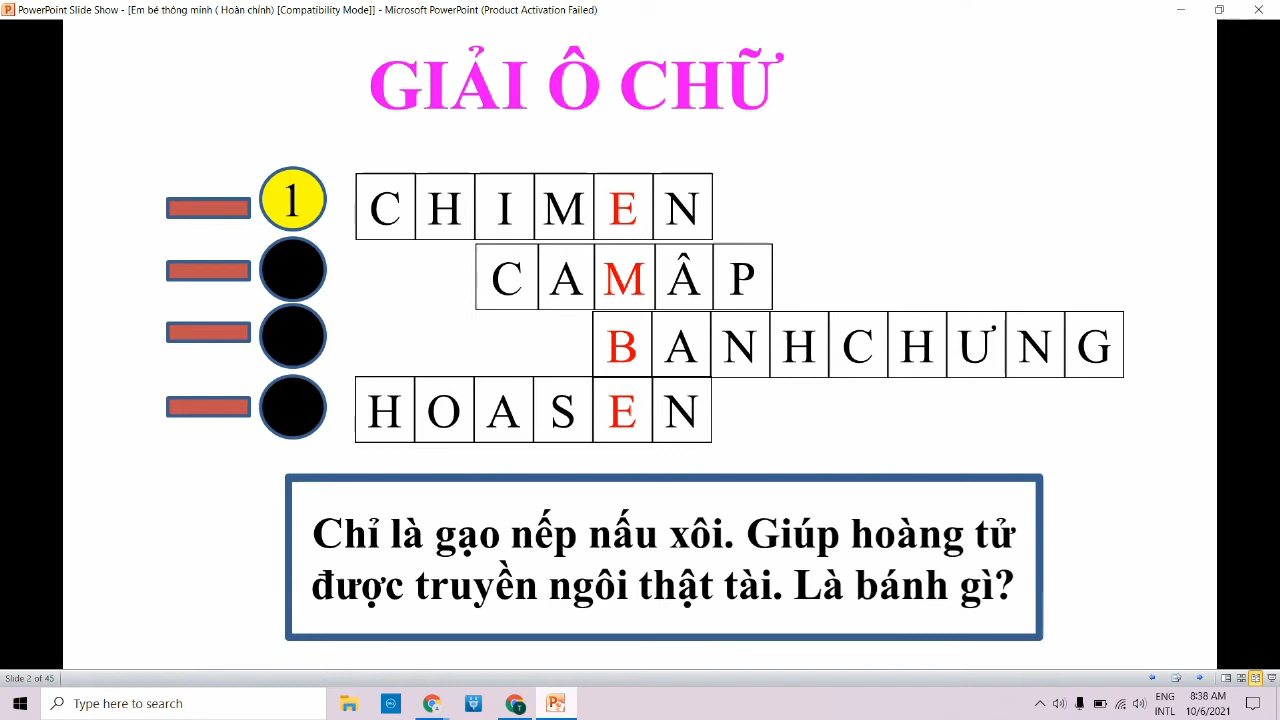 PowerPoint Slide Show - [Em bé thông minh ( Hoàn chỉnh) [Compatibility Mode]] - Microsoft PowerPoint (Product Activation Failed)
GIẢI Ô CHỮ
1 C H I M E N
C A M Â P
B A N H C H Ư N G
H O A S E N
Chỉ là gạo nếp nấu xôi. Giúp hoàng tử
được truyền ngôi thật tài. Là bánh gì?
Slide 2 of 45
Type here to search
ENG 8:38 AM
INTL 10/6/2021